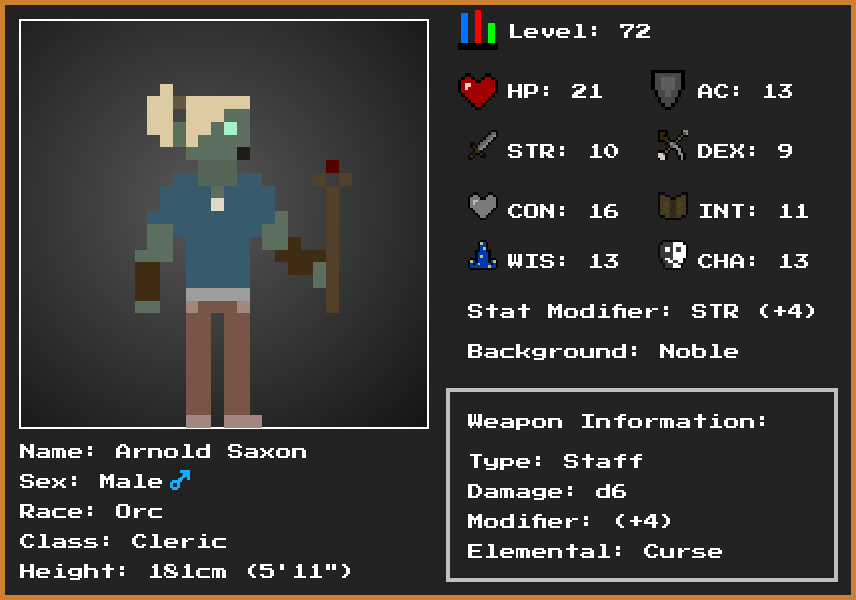 Level: 72
HP: 21
AC: 13
STR: 10
DEX: 9
CON: 16
INT: 11
WIS: 13
CHA: 13
Stat Modifier: STR (+4)
Background: Noble
Weapon Information:
Type: Staff
Damage: d6
Modifier: (+4)
Elemental: Curse
Name: Arnold Saxon
Sex: Male ♂
Race: Orc
Class: Cleric
Height: 181cm (5'11")